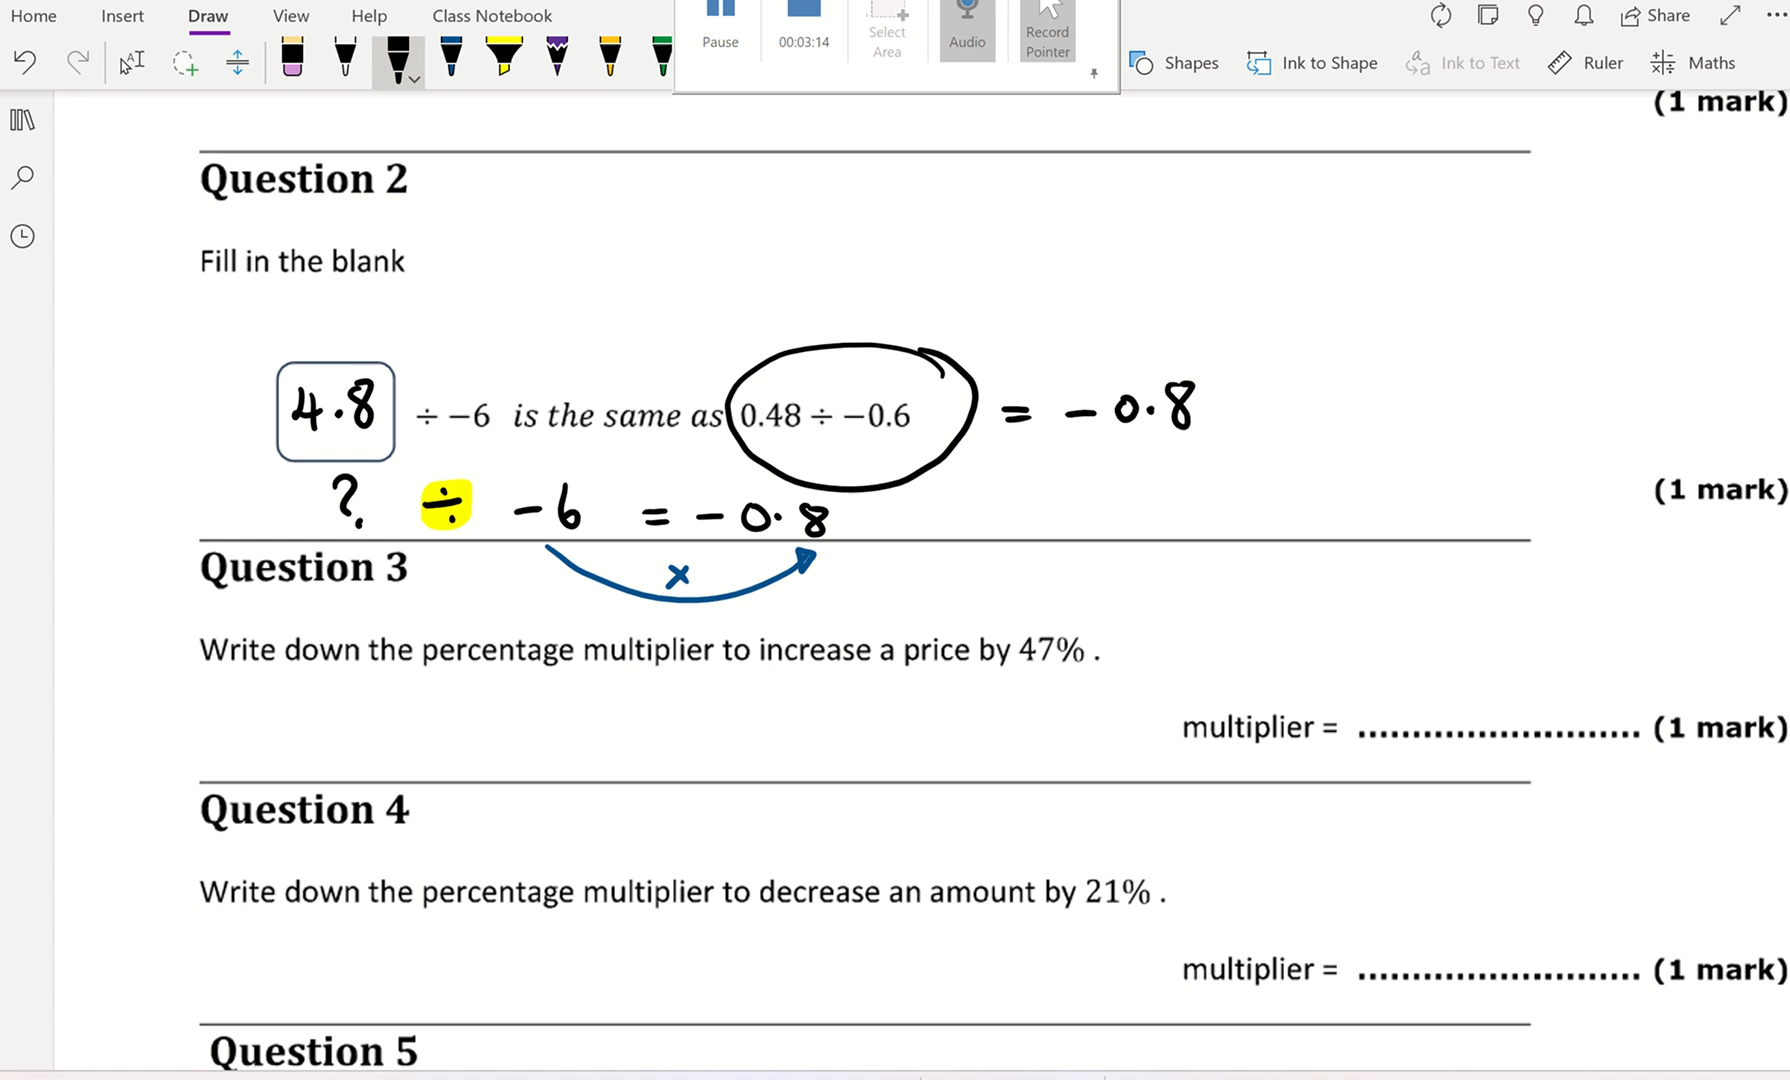 Home Insert Draw View Help Class Notebook
Share
Pause 00:03:14 Select Area Audio Record Pointer
Shapes Ink to Shape Ink to Text Ruler Maths
(1 mark)
Question 2
Fill in the blank
4.8 ÷ −6 is the same as 0.48 ÷ −0.6 = −0.8
? ÷ −6 = −0.8
(1 mark)
×
Question 3
Write down the percentage multiplier to increase a price by 47% .
multiplier = .......................... (1 mark)
Question 4
Write down the percentage multiplier to decrease an amount by 21% .
multiplier = .......................... (1 mark)
Question 5